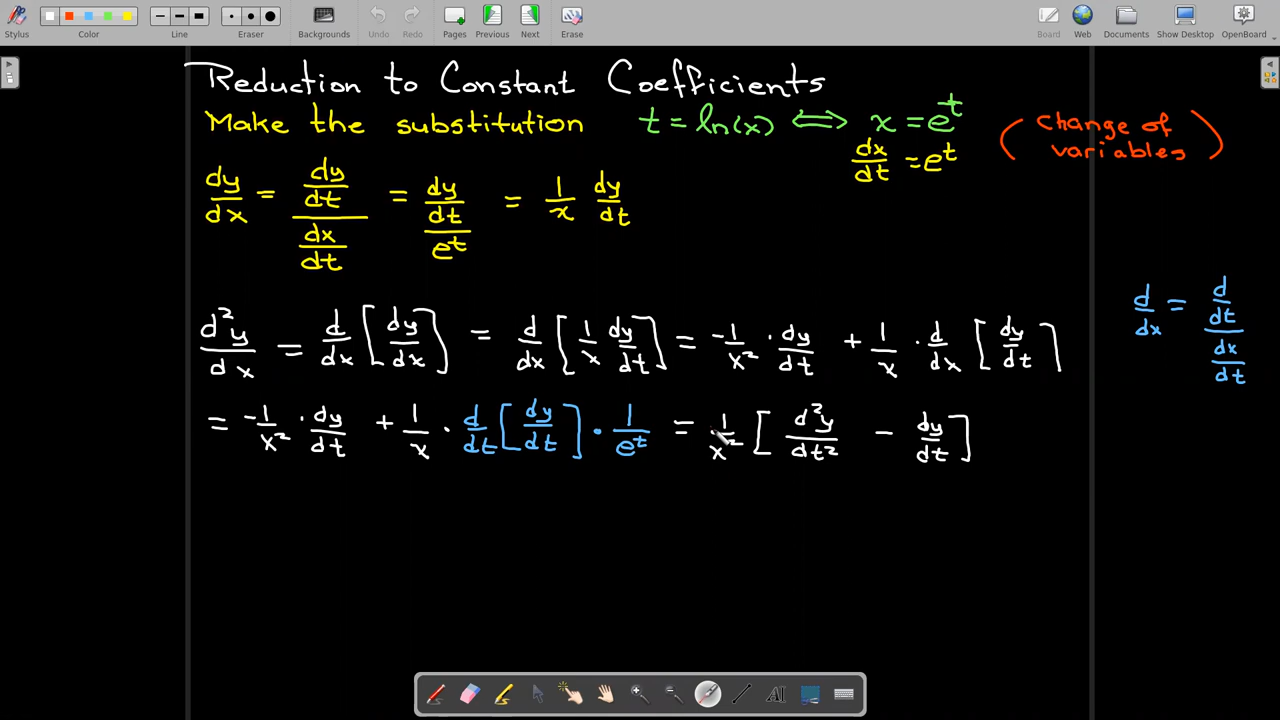 Stylus Color Line Eraser Backgrounds Undo Redo Pages Previous Next Erase Board Web Documents Show Desktop OpenBoard
Reduction to Constant Coefficients
Make the substitution t = ln(x) ⟺ x = e^t
(change of variables)
dx/dt = e^t
dy/dx = (dy/dt)/(dx/dt) = (dy/dt)/e^t = 1/x dy/dt
d²y/dx = d/dx [dy/dx] = d/dx [1/x dy/dt] = -1/x² · dy/dt + 1/x · d/dx [dy/dt]
d/dx = (d/dt)/(dx/dt)
= -1/x² · dy/dt + 1/x · d/dt [dy/dt] · 1/e^t = 1/x² [d²y/dt² - dy/dt]
AI